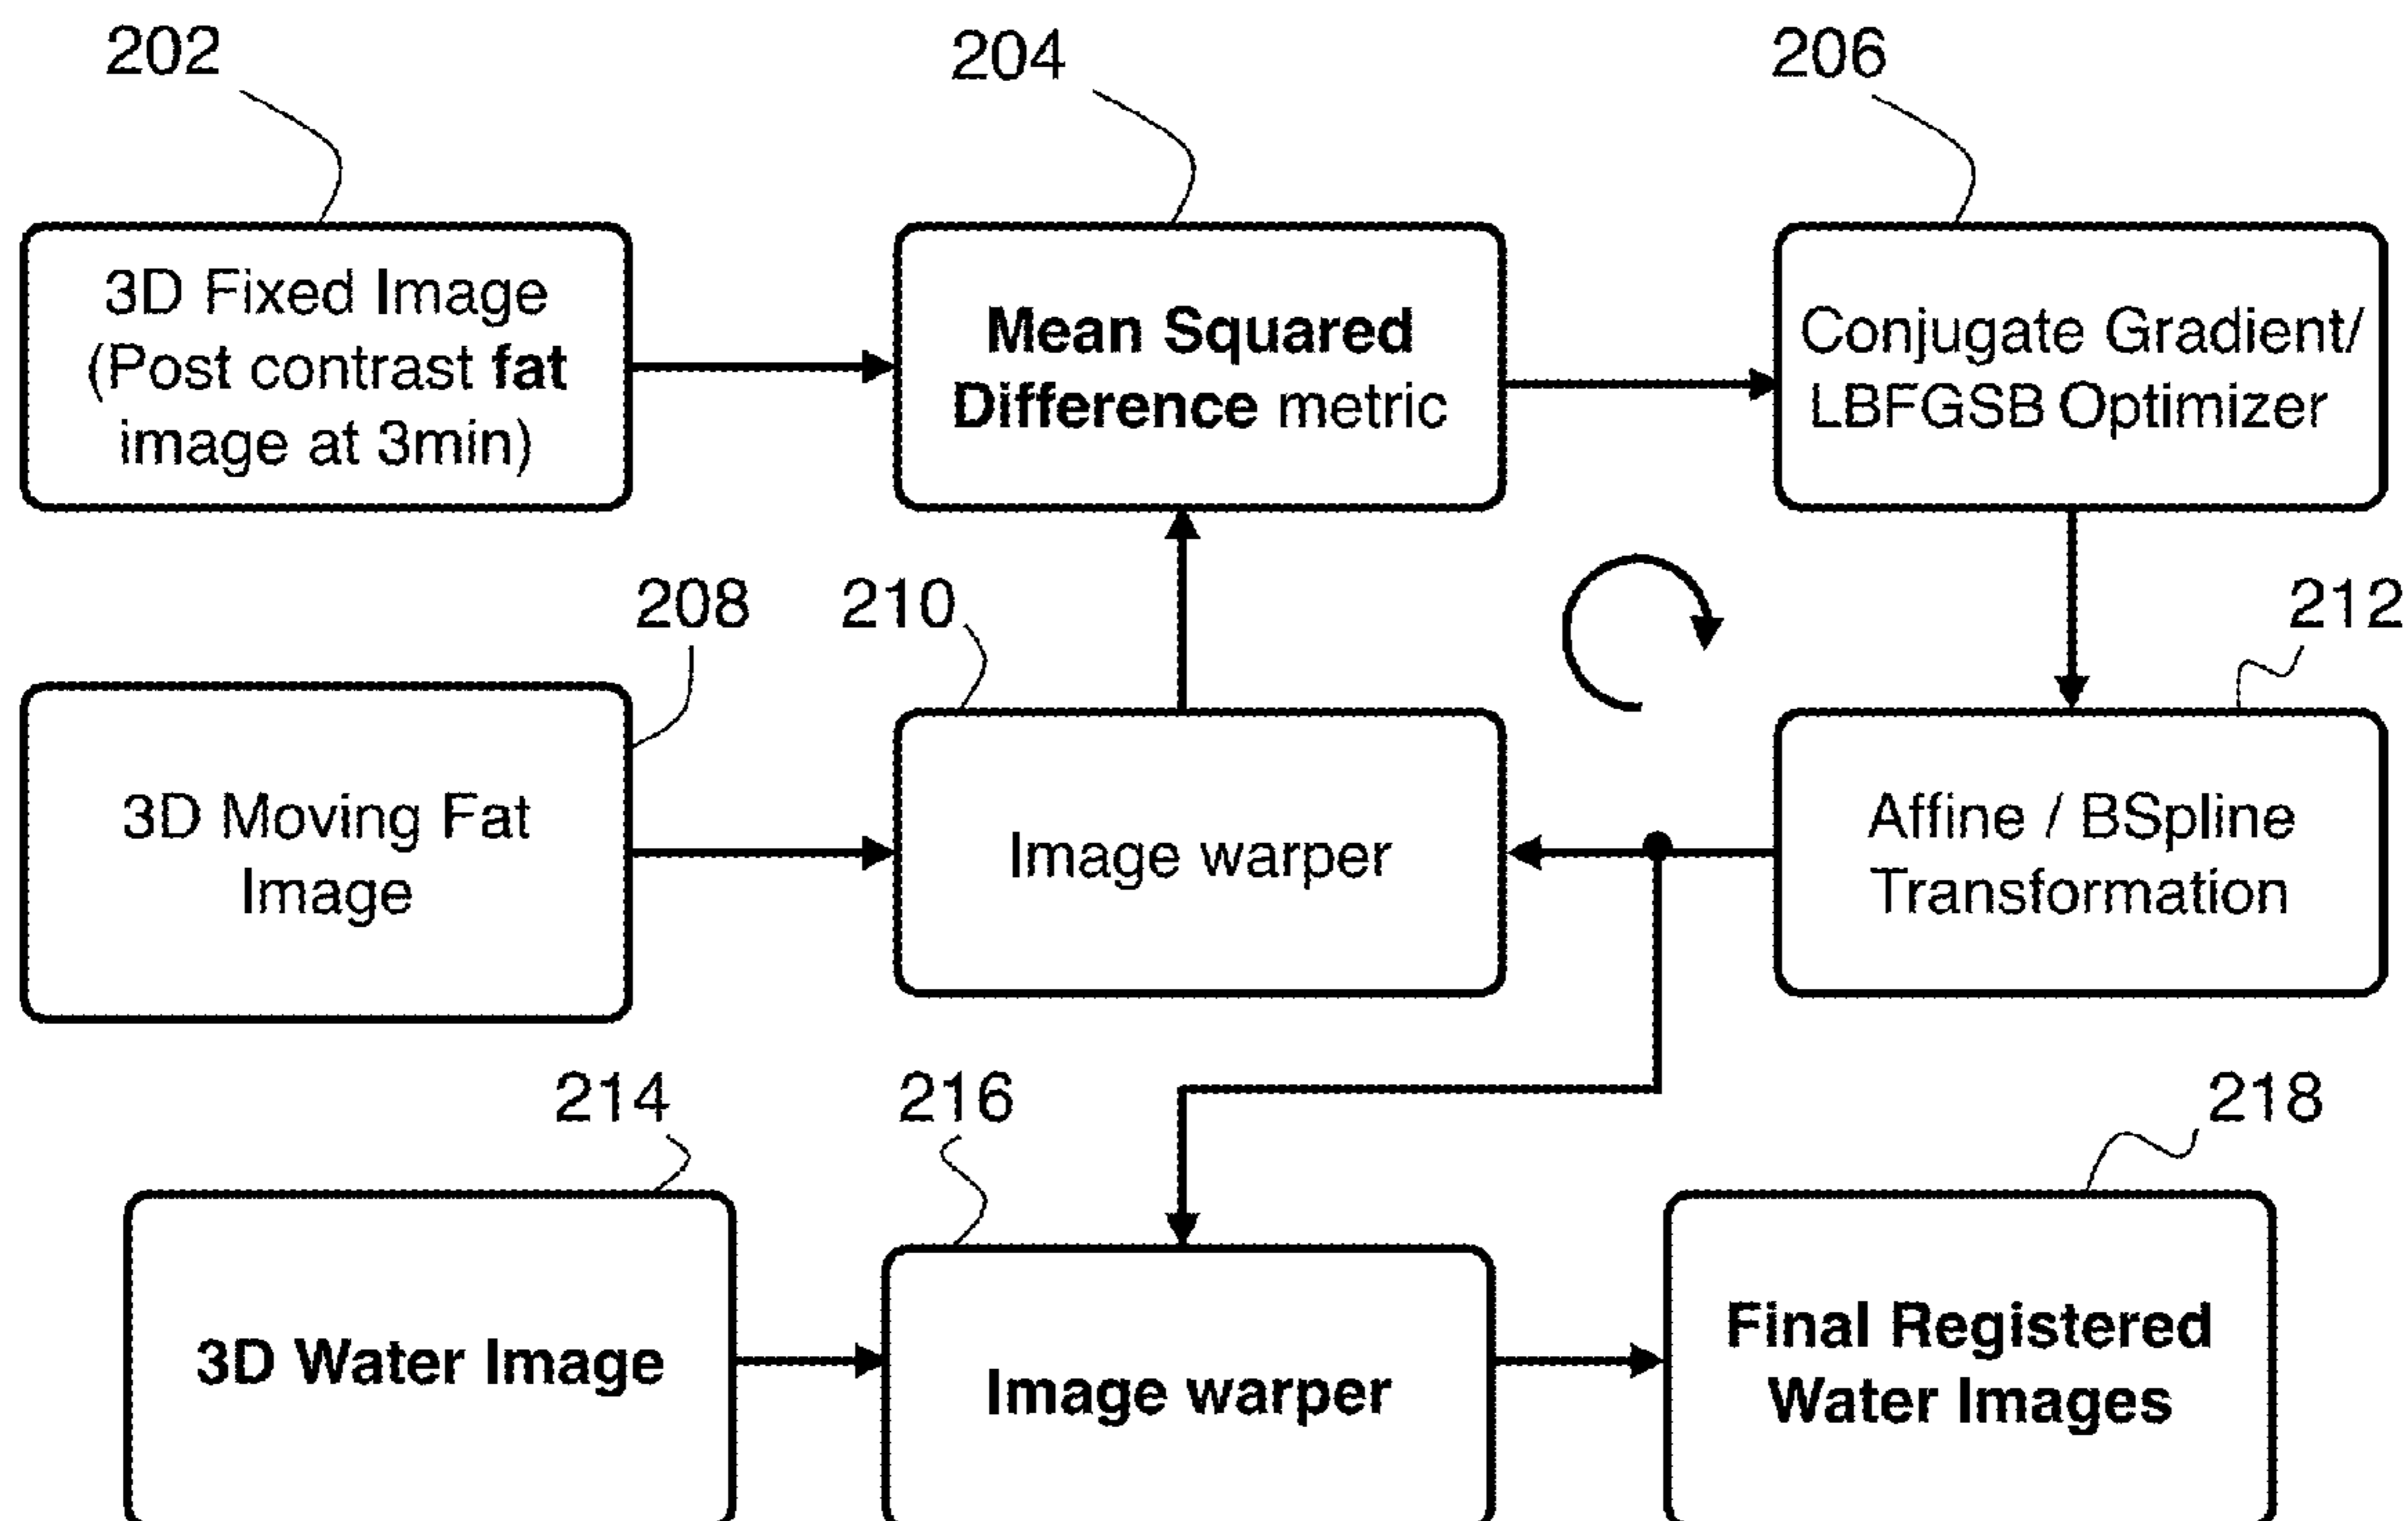 202
204
206
3D Fixed Image
(Post contrast fat
image at 3min)
Mean Squared
Difference metric
Conjugate Gradient/
LBFGSB Optimizer
208
210
212
3D Moving Fat
Image
Image warper
Affine / BSpline
Transformation
214
216
218
3D Water Image
Image warper
Final Registered
Water Images